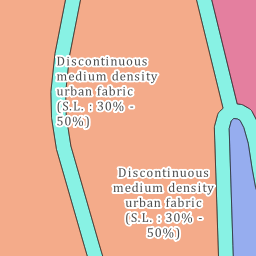 Discontinuous
medium density
urban fabric
(S.L. : 30% -
50%)
Discontinuous
medium density
urban fabric
(S.L. : 30% -
50%)